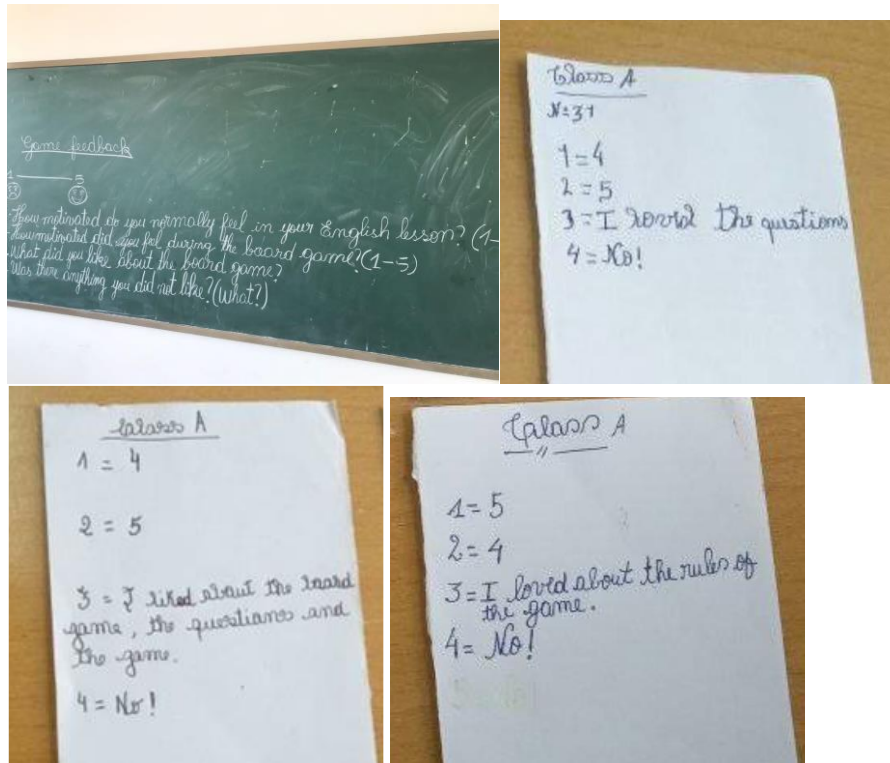 Game feedback
1 5
How motivated do you normally feel in your English lesson? (1-
How motivated did you feel during the board game? (1-5)
What did you like about the board game?
Was there anything you did not like? (What?)
Class A
N=31
1=4
2=5
3=I loved the questions
4=No!
Class A
1 = 4
2 = 5
3 = I liked about the board
game, the questions and
the game.
4 = No!
Class A
1=5
2=4
3=I loved about the rules of
the game.
4= No!